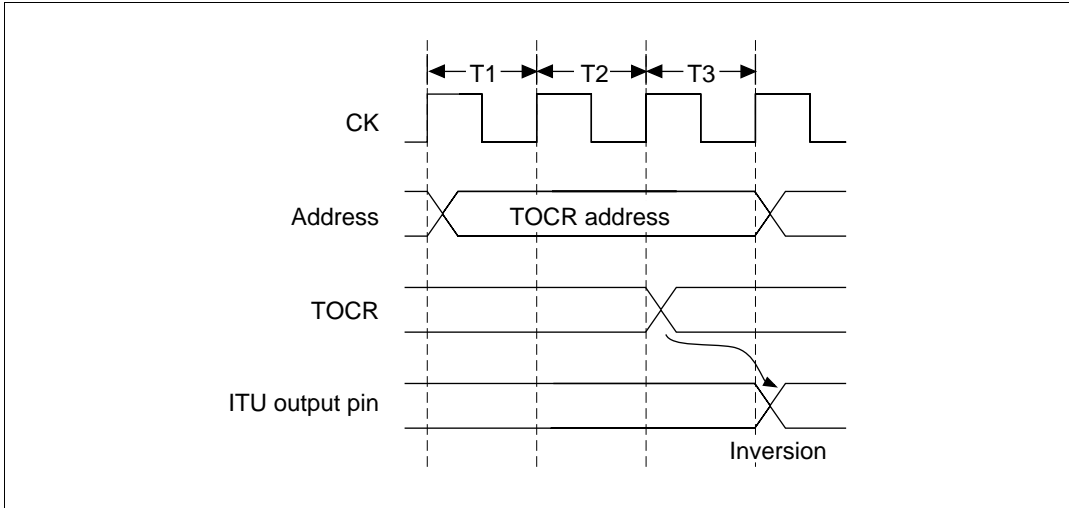 T1 T2 T3
CK
Address TOCR address
TOCR
ITU output pin
Inversion